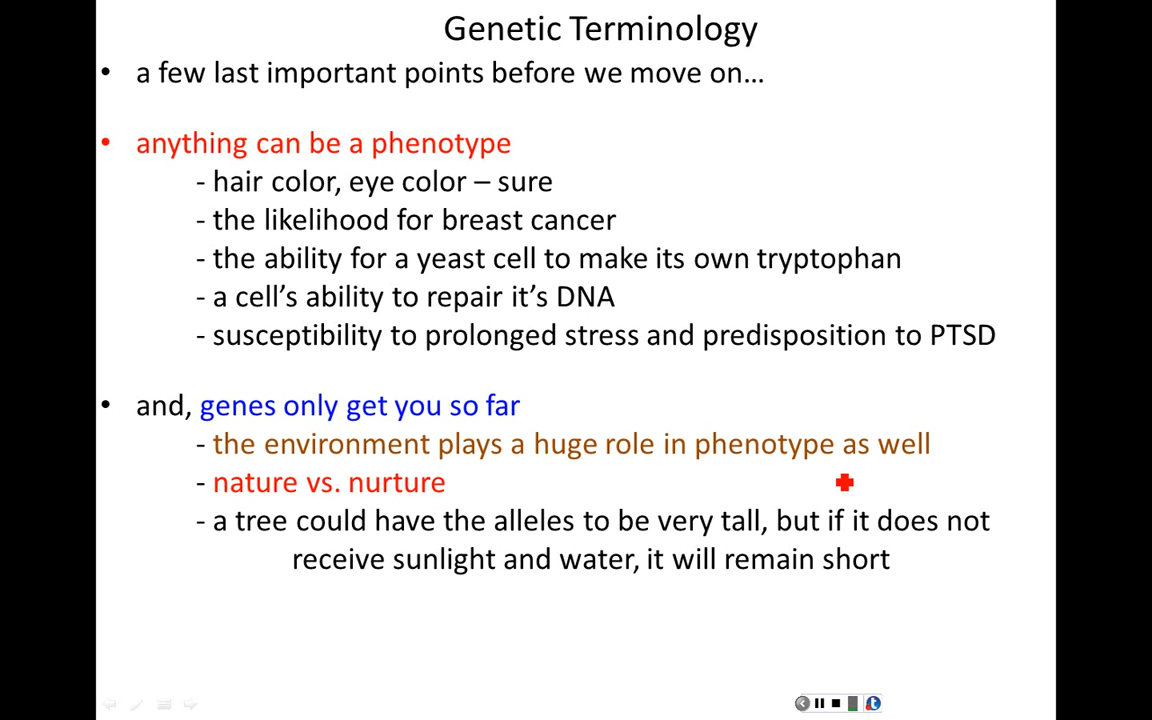 Genetic Terminology
• a few last important points before we move on…
• anything can be a phenotype
- hair color, eye color – sure
- the likelihood for breast cancer
- the ability for a yeast cell to make its own tryptophan
- a cell’s ability to repair it’s DNA
- susceptibility to prolonged stress and predisposition to PTSD
• and, genes only get you so far
- the environment plays a huge role in phenotype as well
- nature vs. nurture
- a tree could have the alleles to be very tall, but if it does not
receive sunlight and water, it will remain short